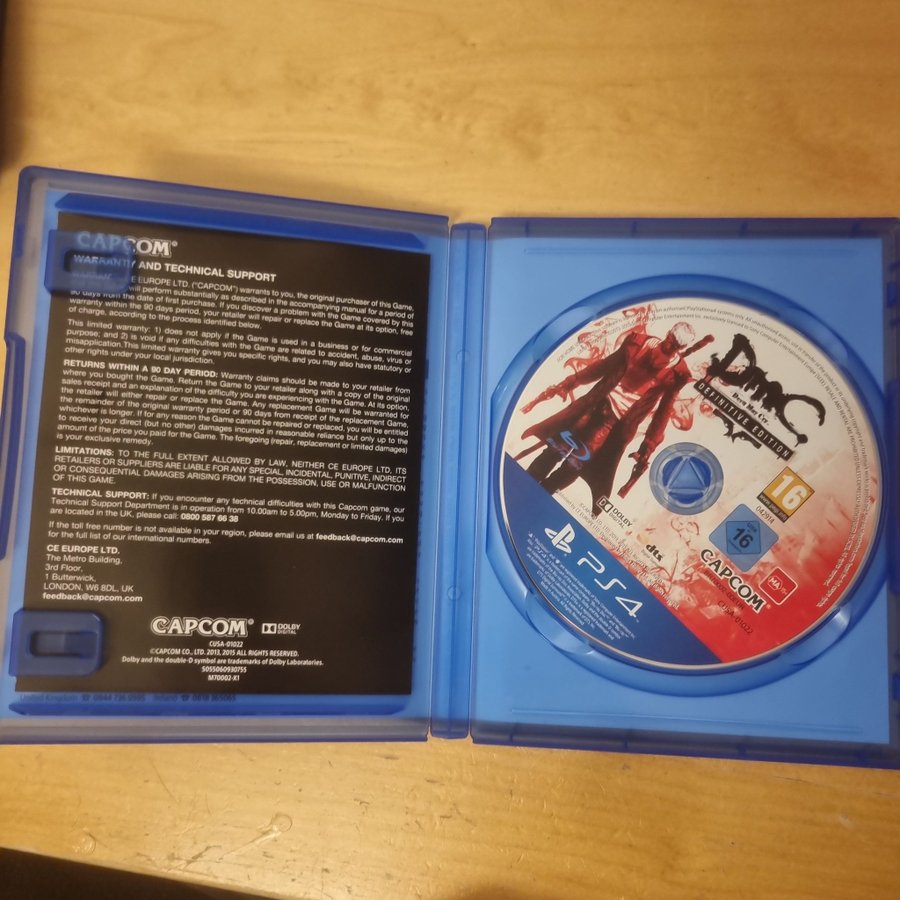 CAPCOM®
WARRANTY AND TECHNICAL SUPPORT
CE EUROPE LTD. ("CAPCOM") warrants to you, the original purchaser of this Game,
will perform substantially as described in the accompanying manual for a period of
90 days from the date of first purchase. If you discover a problem with the Game covered by this
warranty within the 90 days period, your retailer will repair or replace the Game at its option, free
of charge, according to the process identified below.
This limited warranty: 1) does not apply if the Game is used in a business or for commercial
purpose; and 2) is void if any difficulties with the Game are related to accident, abuse, virus or
misapplication.This limited warranty gives you specific rights, and you may also have statutory or
other rights under your local jurisdiction.
RETURNS WITHIN A 90 DAY PERIOD: Warranty claims should be made to your retailer from
where you bought the Game. Return the Game to your retailer along with a copy of the original
sales receipt and an explanation of the difficulty you are experiencing with the Game. At its option,
the retailer will either repair or replace the Game. Any replacement Game will be warranted for
the remainder of the original warranty period or 90 days from receipt of the replacement Game,
whichever is longer. If for any reason the Game cannot be repaired or replaced, you will be entitled
to receive your direct (but no other) damages incurred in reasonable reliance but only up to the
amount of the price you paid for the Game. The foregoing (repair, replacement or limited damages)
is your exclusive remedy.
LIMITATIONS: TO THE FULL EXTENT ALLOWED BY LAW, NEITHER CE EUROPE LTD, ITS
RETAILERS OR SUPPLIERS ARE LIABLE FOR ANY SPECIAL, INCIDENTAL, PUNITIVE, INDIRECT
OR CONSEQUENTIAL DAMAGES ARISING FROM THE POSSESSION, USE OR MALFUNCTION
OF THIS GAME.
TECHNICAL SUPPORT: If you encounter any technical difficulties with this Capcom game, our
Technical Support Department is in operation from 10.00am to 5.00pm, Monday to Friday. If you
are located in the UK, please call: 0800 587 66 38
If the toll free number is not available in your region, please email us at feedback@capcom.com
for the full list of our international numbers.
CE EUROPE LTD.
The Metro Building,
3rd Floor,
1 Butterwick,
LONDON, W6 8DL, UK
feedback@capcom.com
CAPCOM® DOLBY DIGITAL
CUSA-01022
©CAPCOM CO., LTD. 2013, 2015 ALL RIGHTS RESERVED.
Dolby and the double-D symbol are trademarks of Dolby Laboratories.
5055060930755
M70002-X1
United Kingdom ☎ 0844 736 0595 Ireland ☎ 0818 365065
DmC
Devil May Cry
DEFINITIVE EDITION
16
042914
16
DOLBY
DIGITAL
dts
CAPCOM
MA
CUSA-01022
PS4